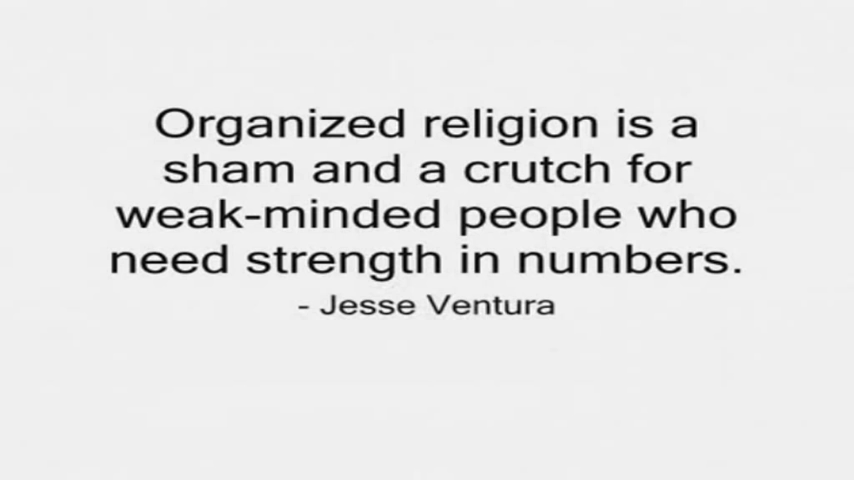 Organized religion is a
sham and a crutch for
weak-minded people who
need strength in numbers.
- Jesse Ventura